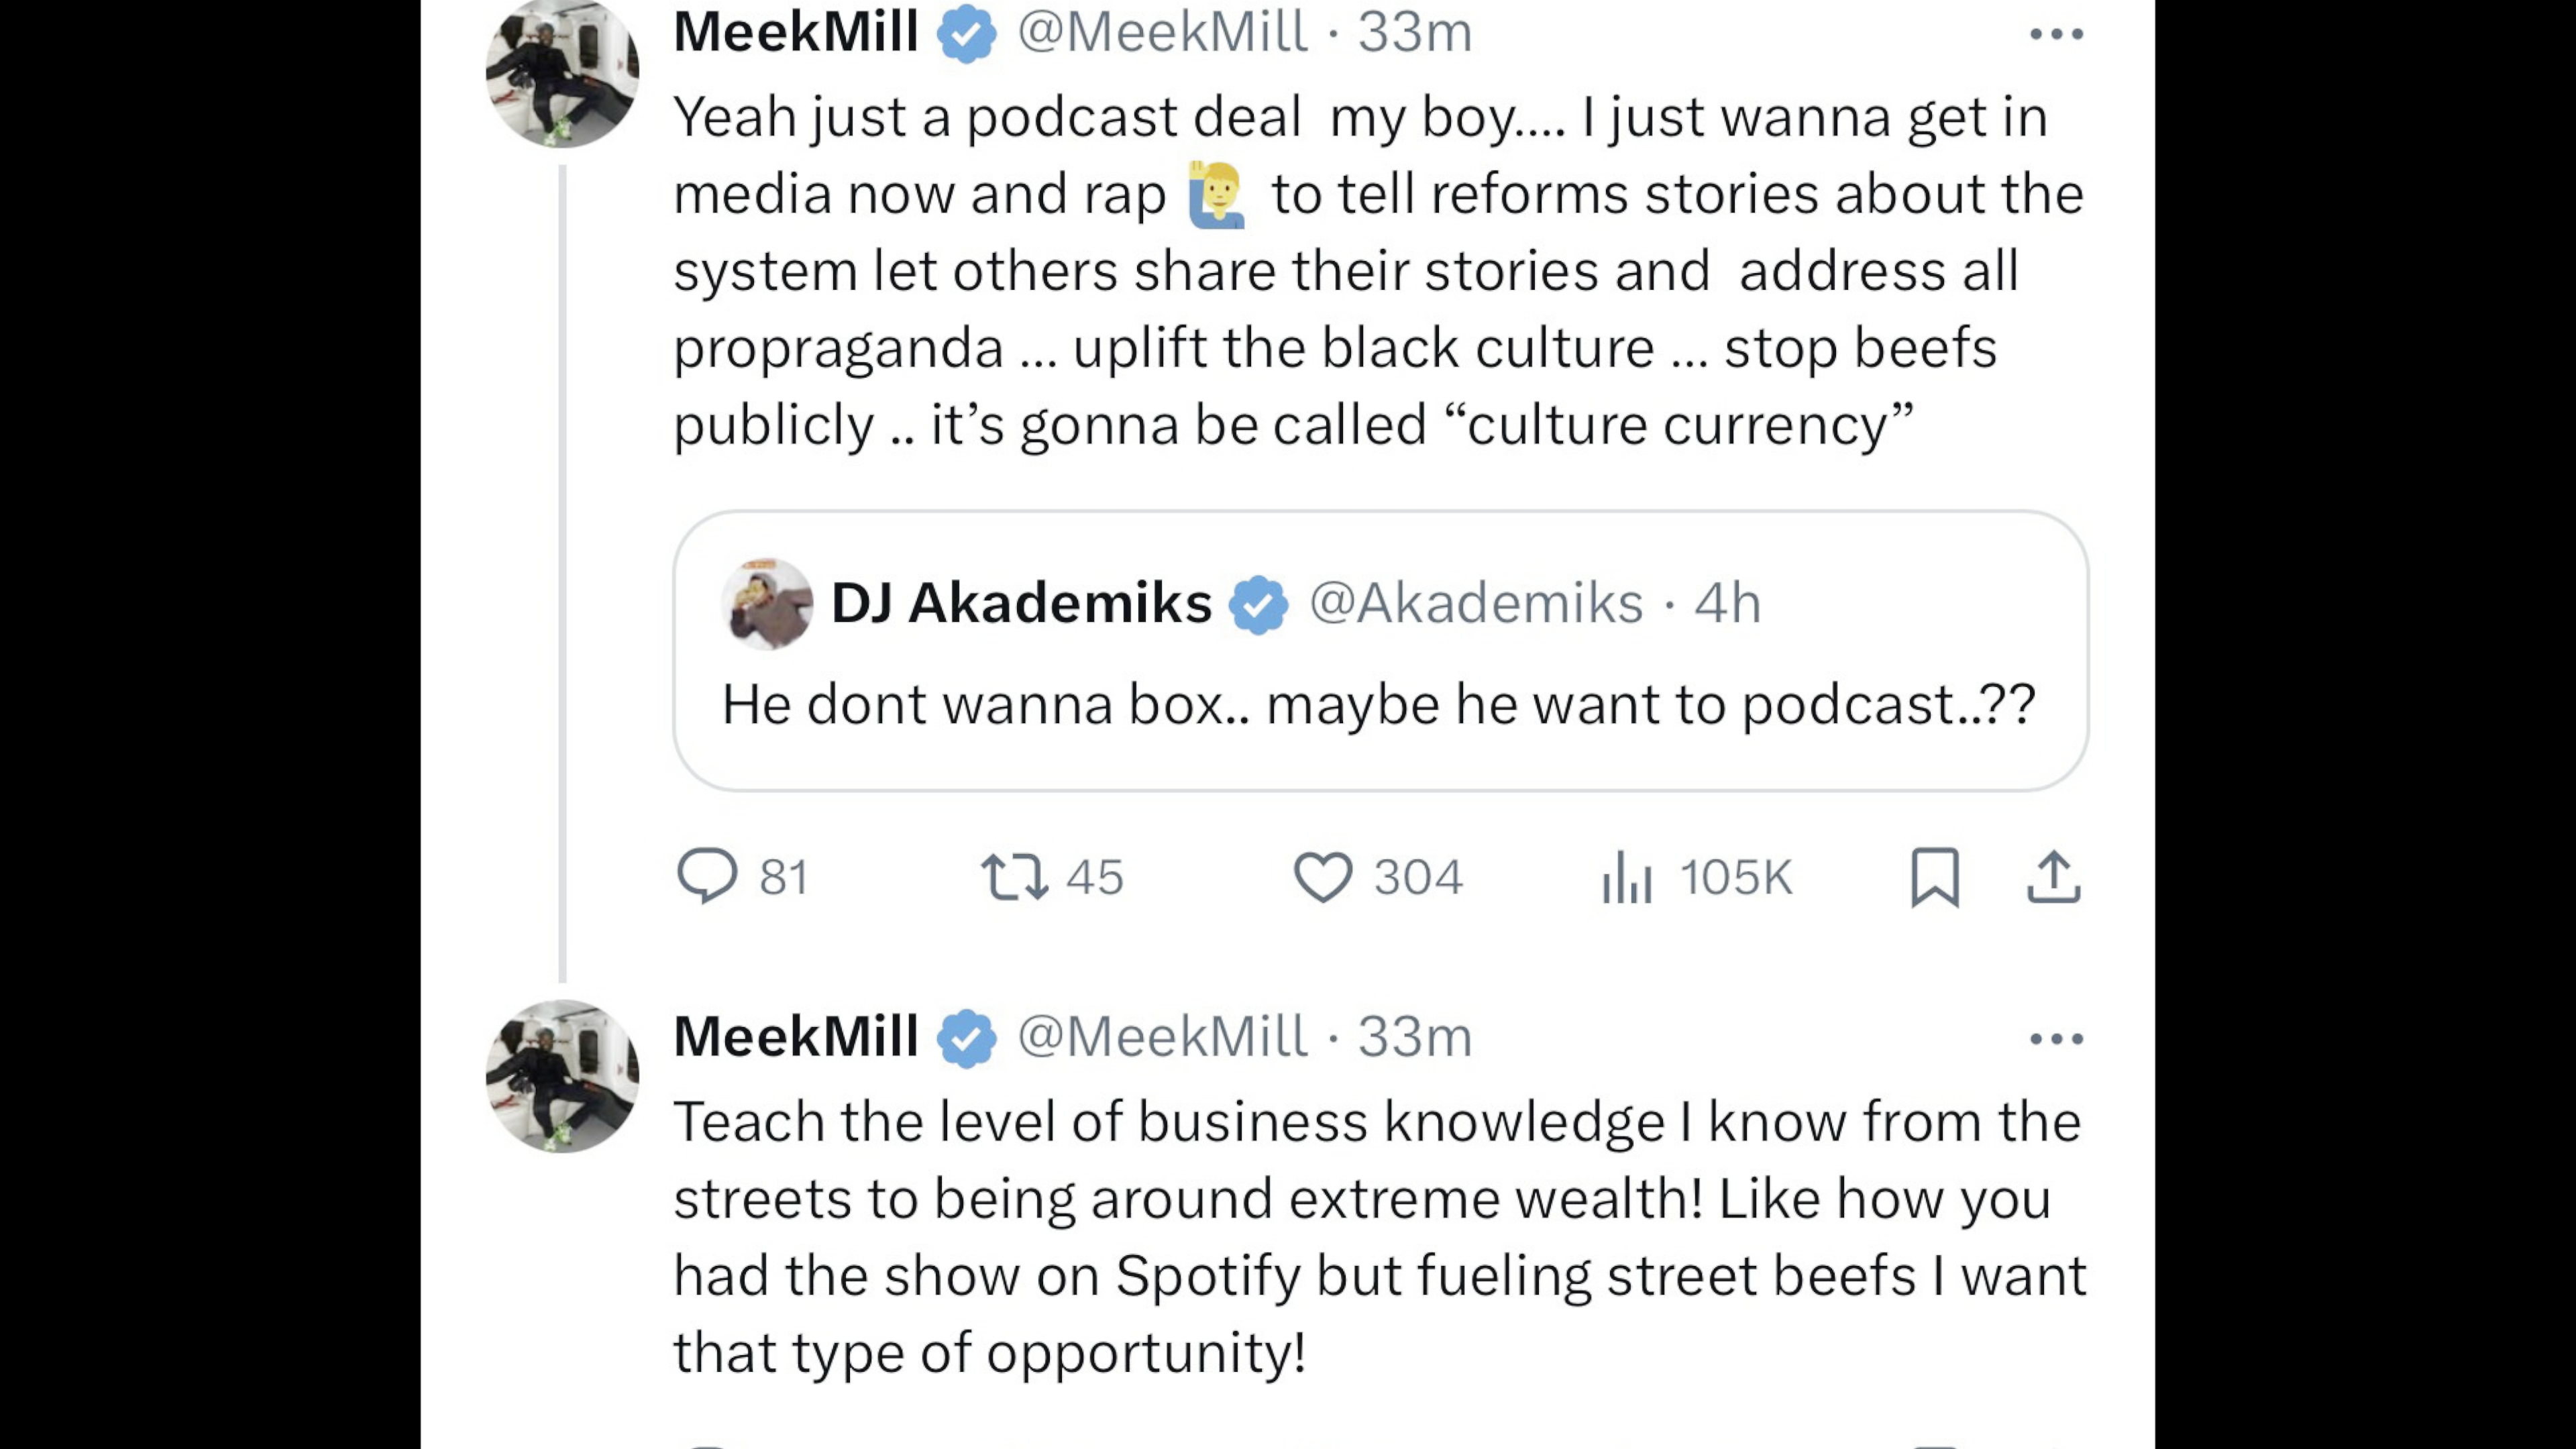 MeekMill @MeekMill · 33m
Yeah just a podcast deal  my boy.... I just wanna get in
media now and rap 🙋‍♂️ to tell reforms stories about the
system let others share their stories and  address all
propraganda ... uplift the black culture ... stop beefs
publicly .. it’s gonna be called “culture currency”
DJ Akademiks @Akademiks · 4h
He dont wanna box.. maybe he want to podcast..??
81 45 304 105K
MeekMill @MeekMill · 33m
Teach the level of business knowledge I know from the
streets to being around extreme wealth! Like how you
had the show on Spotify but fueling street beefs I want
that type of opportunity!